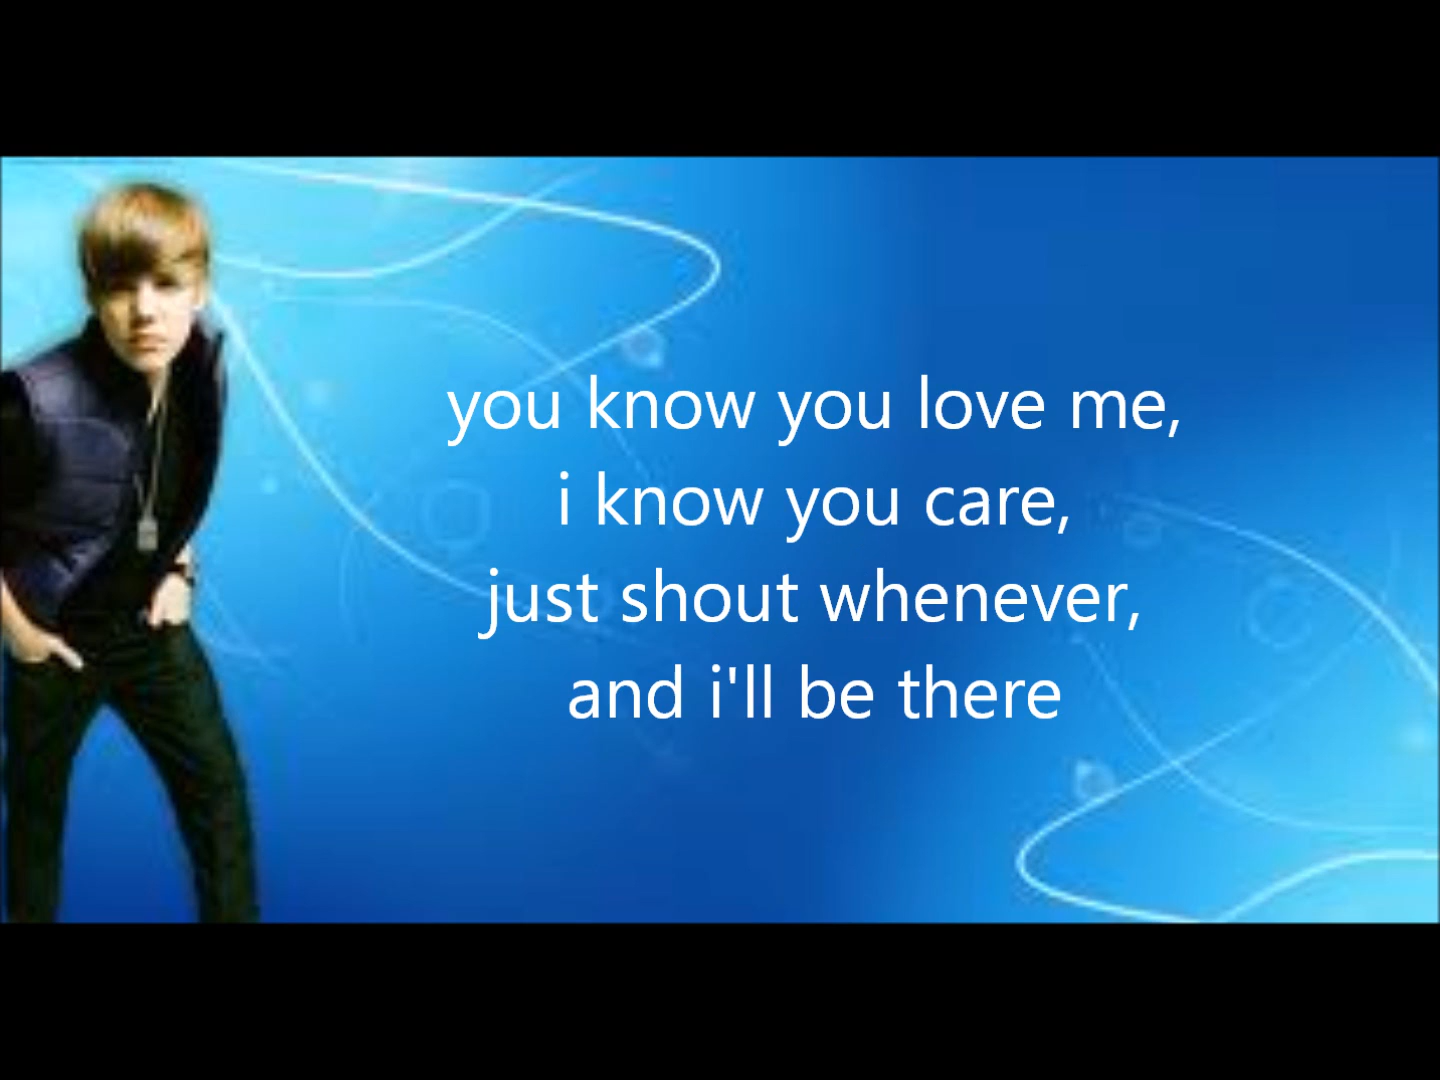 you know you love me,
i know you care,
just shout whenever,
and i'll be there